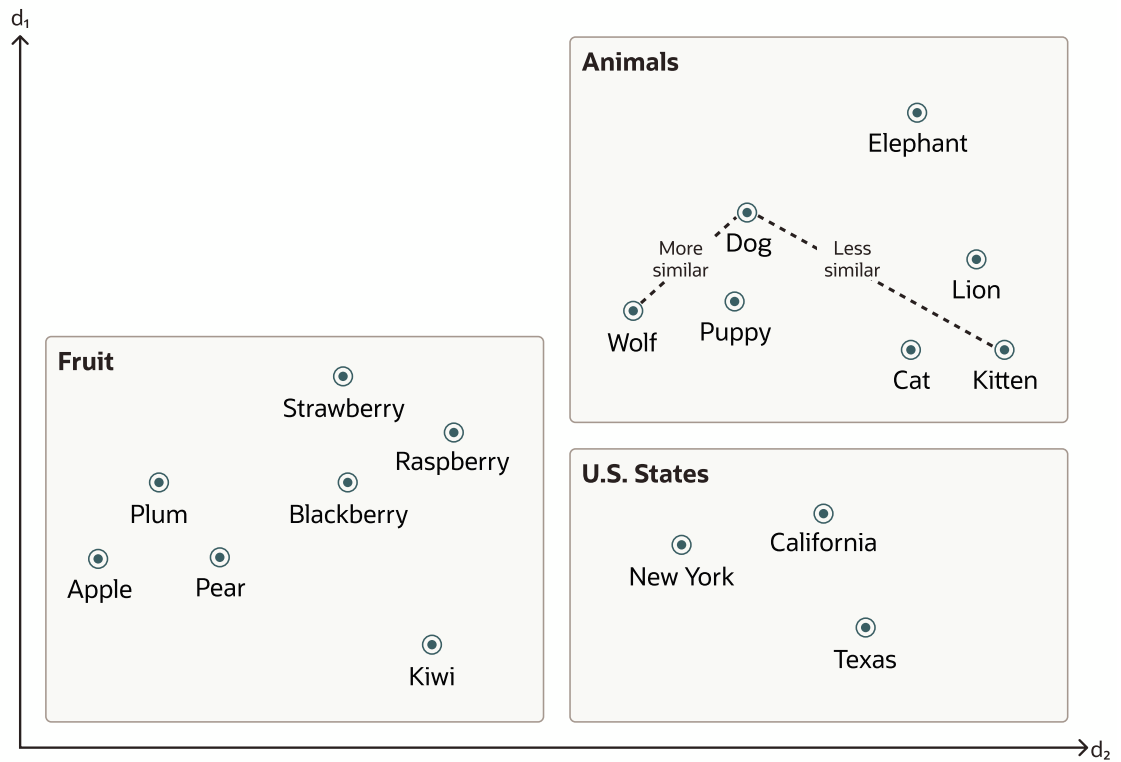 d₁
Animals
Elephant
Dog
More
similar
Less
similar
Lion
Wolf
Puppy
Cat
Kitten
Fruit
Strawberry
Raspberry
Plum
Blackberry
Apple
Pear
Kiwi
U.S. States
California
New York
Texas
d₂